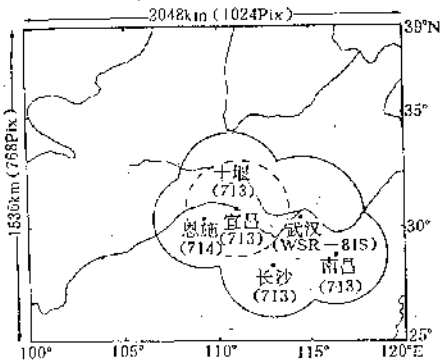 2048km(1024Pix)
39°N
1536km(768Pix)
35°
十堰
(713)
恩施
(714)
宜昌
(713)
武汉
(WSR-81S)
30°
长沙
(713)
南昌
(713)
25°
100°
105°
110°
115°
120°E